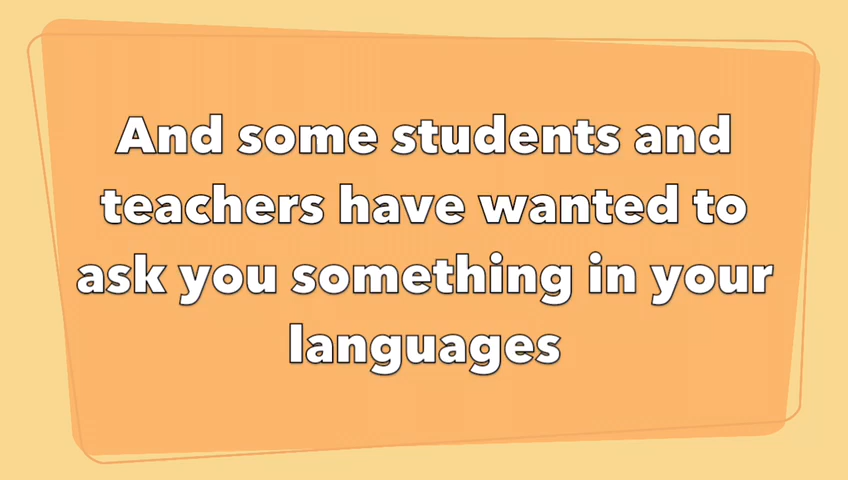 And some students and
teachers have wanted to
ask you something in your
languages